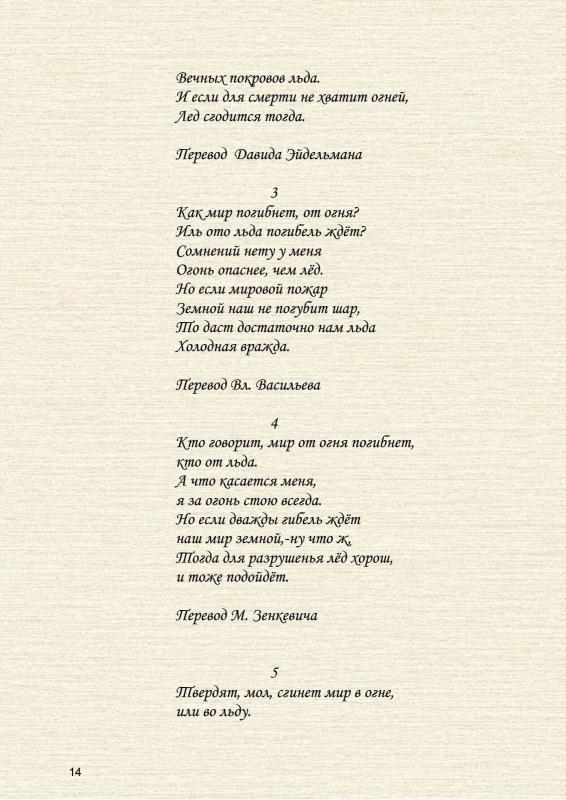 Вечных покровов льда.
И если для смерти не хватит огней,
Лед сгодится тогда.
Перевод Давида Эйдельмана
3
Как мир погибнет, от огня?
Иль ото льда погибель ждёт?
Сомнений нету у меня
Огонь опаснее, чем лёд.
Но если мировой пожар
Земной наш не погубит шар,
То даст достаточно нам льда
Холодная вражда.
Перевод Вл. Васильева
4
Кто говорит, мир от огня погибнет,
кто от льда.
А что касается меня,
я за огонь стою всегда.
Но если дважды гибель ждёт
наш мир земной,-ну что ж,
Тогда для разрушенья лёд хорош,
и тоже подойдёт.
Перевод М. Зенкевича
5
Твердят, мол, сгинет мир в огне,
или во льду.
14